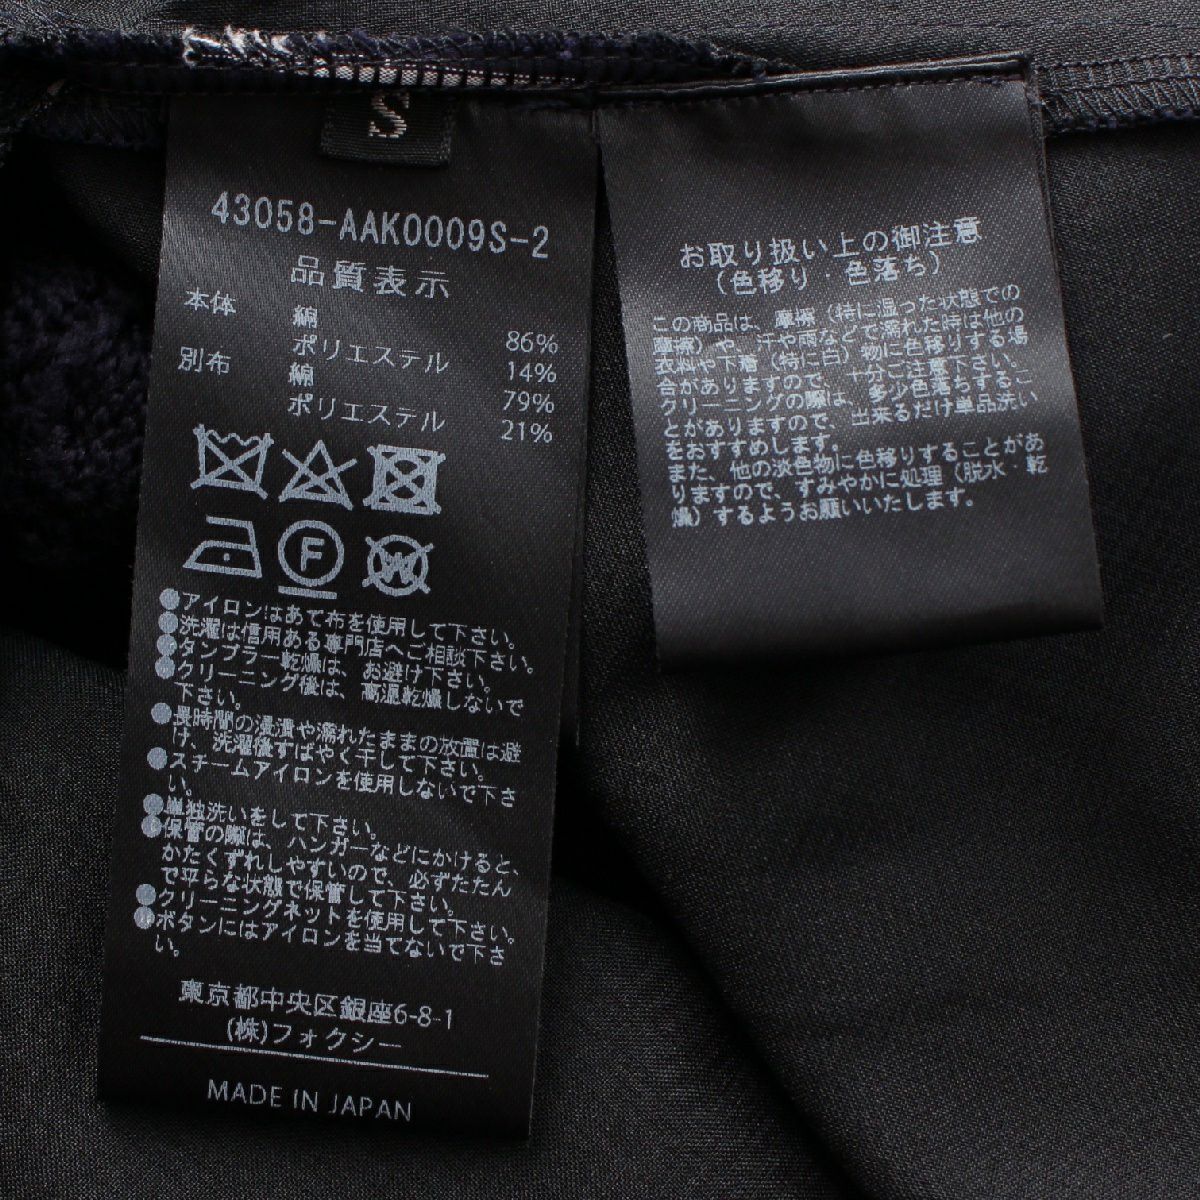 S
43058-AAK0009S-2
品質表示
本体 綿 86%
ポリエステル 14%
別布 綿 79%
ポリエステル 21%
F
W
●アイロンはあて布を使用して下さい。
●洗濯は信用ある専門店へご相談下さい。
●タンブラー乾燥は、お避け下さい。
●クリーニング後は、高温乾燥しないで
下さい。
●長時間の浸漬や濡れたままの放置は避
け、洗濯後すばやく干して下さい。
●スチームアイロンを使用しないで下さ
い。
●単独洗いをして下さい。
●保管の際は、ハンガーなどにかけると、
かたくずれしやすいので、必ずたたん
で平らな状態で保管して下さい。
●クリーニングネットを使用して下さい。
●ボタンにはアイロンを当てないで下さ
い。
東京都中央区銀座6-8-1
(株)フォクシー
MADE IN JAPAN
お取り扱い上の御注意
（色移り・色落ち）
この商品は、摩擦（特に湿った状態での
摩擦）や、汗や雨などで濡れた時は他の
衣料や下着（特に白）物に色移りする場
合がありますので、十分ご注意下さい。
クリーニングの際は、多少色落ちするこ
とがありますので、出来るだけ単品洗い
をおすすめします。
また、他の淡色物に色移りすることがあ
りますので、すみやかに処理（脱水・乾
燥）するようお願いいたします。